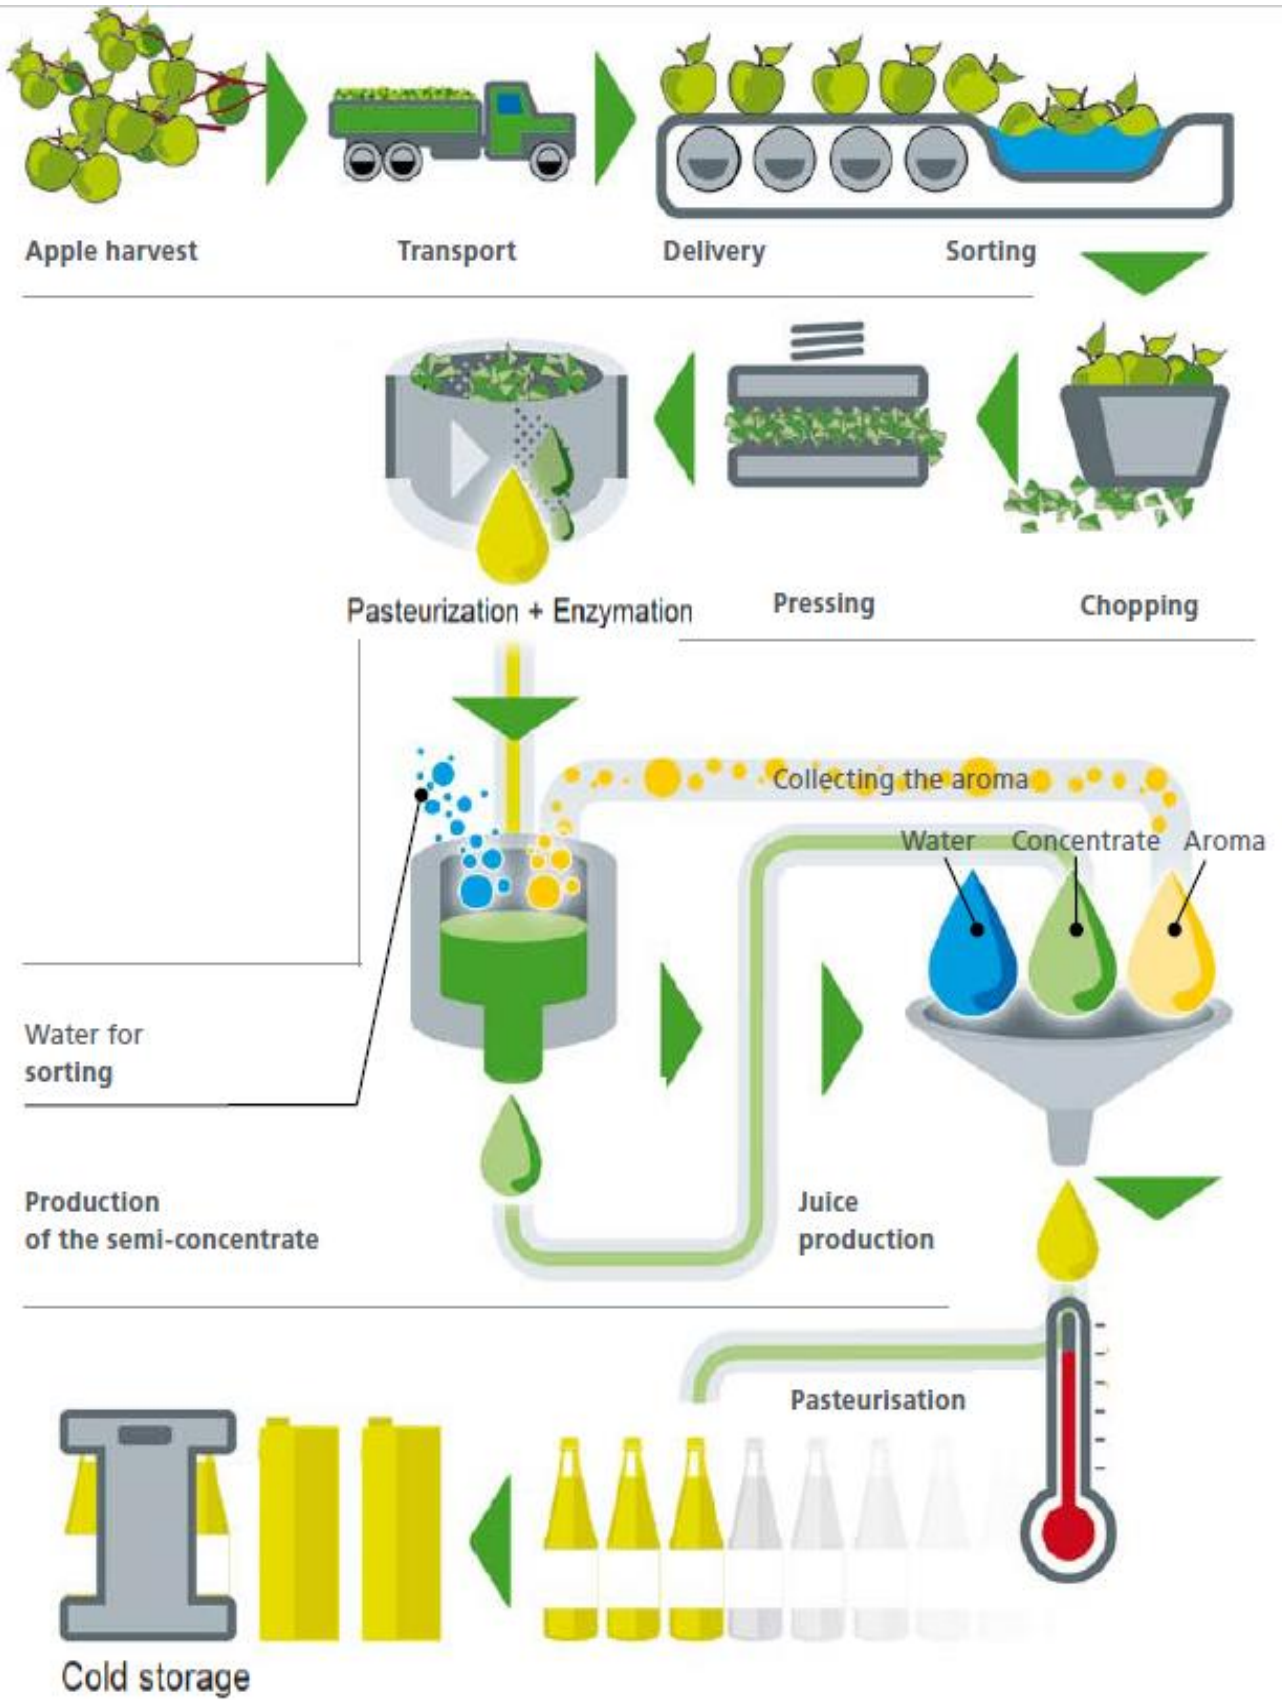 Apple harvest
Transport
Delivery
Sorting
Pasteurization + Enzymation
Pressing
Chopping
Collecting the aroma
Water
Concentrate
Aroma
Water for
sorting
Production
of the semi-concentrate
Juice
production
Pasteurisation
Cold storage